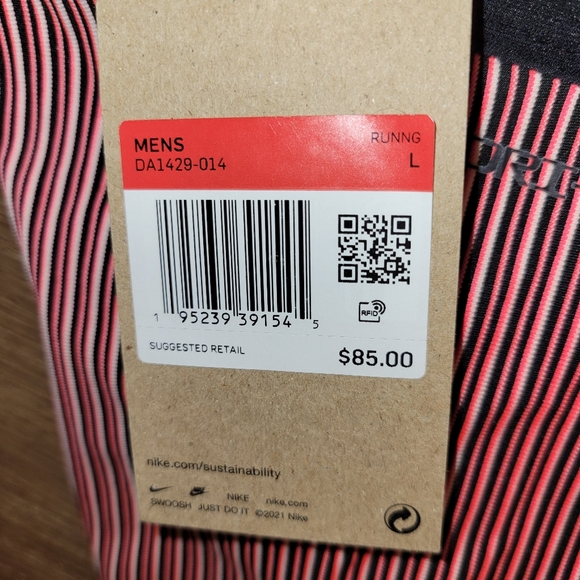 MENS RUNNG
DA1429-014 L
1 95239 39154 5
RFID
SUGGESTED RETAIL $85.00
nike.com/sustainability
NIKE nike.com
SWOOSH JUST DO IT ©2021 Nike